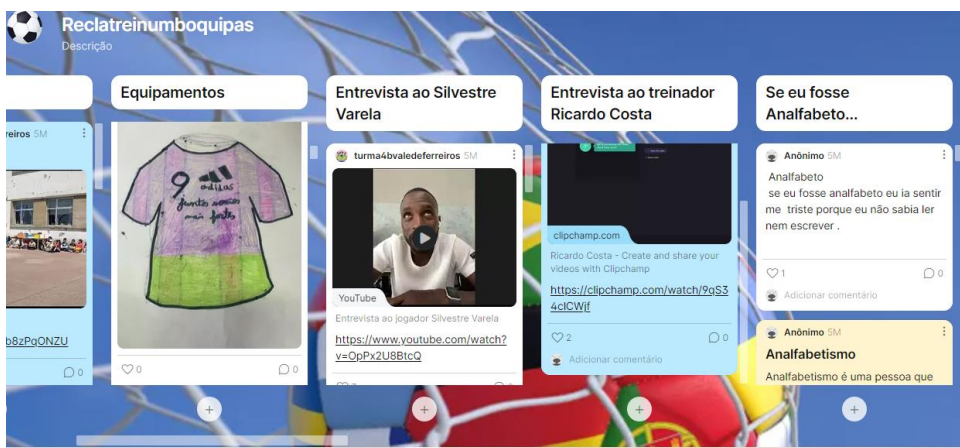 Reclatreinumboquipas
Descrição
reiros 5M
b8zPqONZU
0
Equipamentos
9
adidas
juntos somos
mais fortes
0
0
Entrevista ao Silvestre
Varela
turma4bvaledeferreiros 5M
YouTube
Entrevista ao jogador Silvestre Varela
https://www.youtube.com/watch?
v=OpPx2U8BtcQ
Entrevista ao treinador
Ricardo Costa
clipchamp.com
Ricardo Costa - Create and share your
videos with Clipchamp
https://clipchamp.com/watch/9qS3
4cICWjf
2
0
Adicionar comentário
Se eu fosse
Analfabeto...
Anônimo 5M
Analfabeto
se eu fosse analfabeto eu ia sentir
me triste porque eu não sabia ler
nem escrever .
1
0
Adicionar comentário
Anônimo 5M
Analfabetismo
Analfabetismo é uma pessoa que